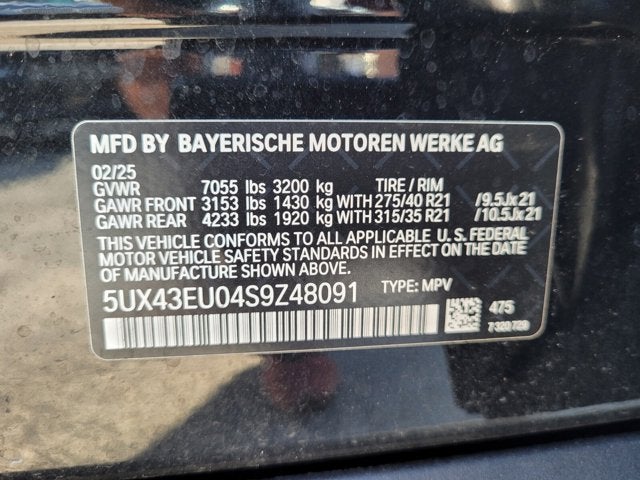 MFD BY BAYERISCHE MOTOREN WERKE AG
02/25
GVWR 7055 lbs 3200 kg TIRE / RIM
GAWR FRONT 3153 lbs 1430 kg WITH 275/40 R21 /9.5Jx21
GAWR REAR 4233 lbs 1920 kg WITH 315/35 R21 /10.5Jx21
THIS VEHICLE CONFORMS TO ALL APPLICABLE U. S. FEDERAL
MOTOR VEHICLE SAFETY STANDARDS IN EFFECT ON THE DATE
OF MANUFACTURE SHOWN ABOVE.
5UX43EU04S9Z48091 TYPE: MPV
475
7320729